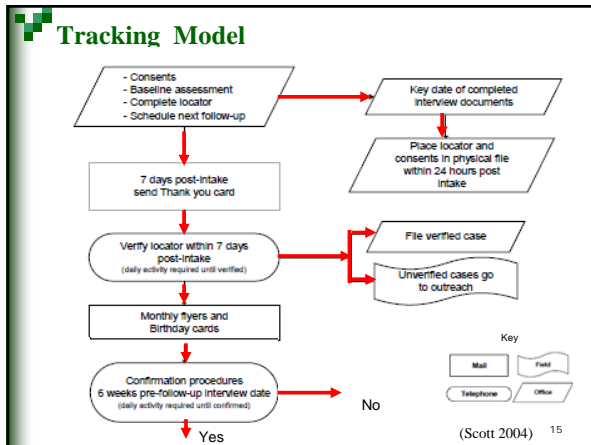 Tracking Model
- Consents
- Baseline assessment
- Complete locator
- Schedule next follow-up
Key date of completed
interview documents
Place locator and
consents in physical file
within 24 hours post
intake
7 days post-intake
send Thank you card
Verify locator within 7 days
post-intake
(daily activity required until verified)
File verified case
Unverified cases go
to outreach
Monthly flyers and
Birthday cards
Confirmation procedures
6 weeks pre-follow-up interview date
(daily activity required until confirmed)
No
Yes
Key
Mail
Field
Telephone
Office
(Scott 2004)
15